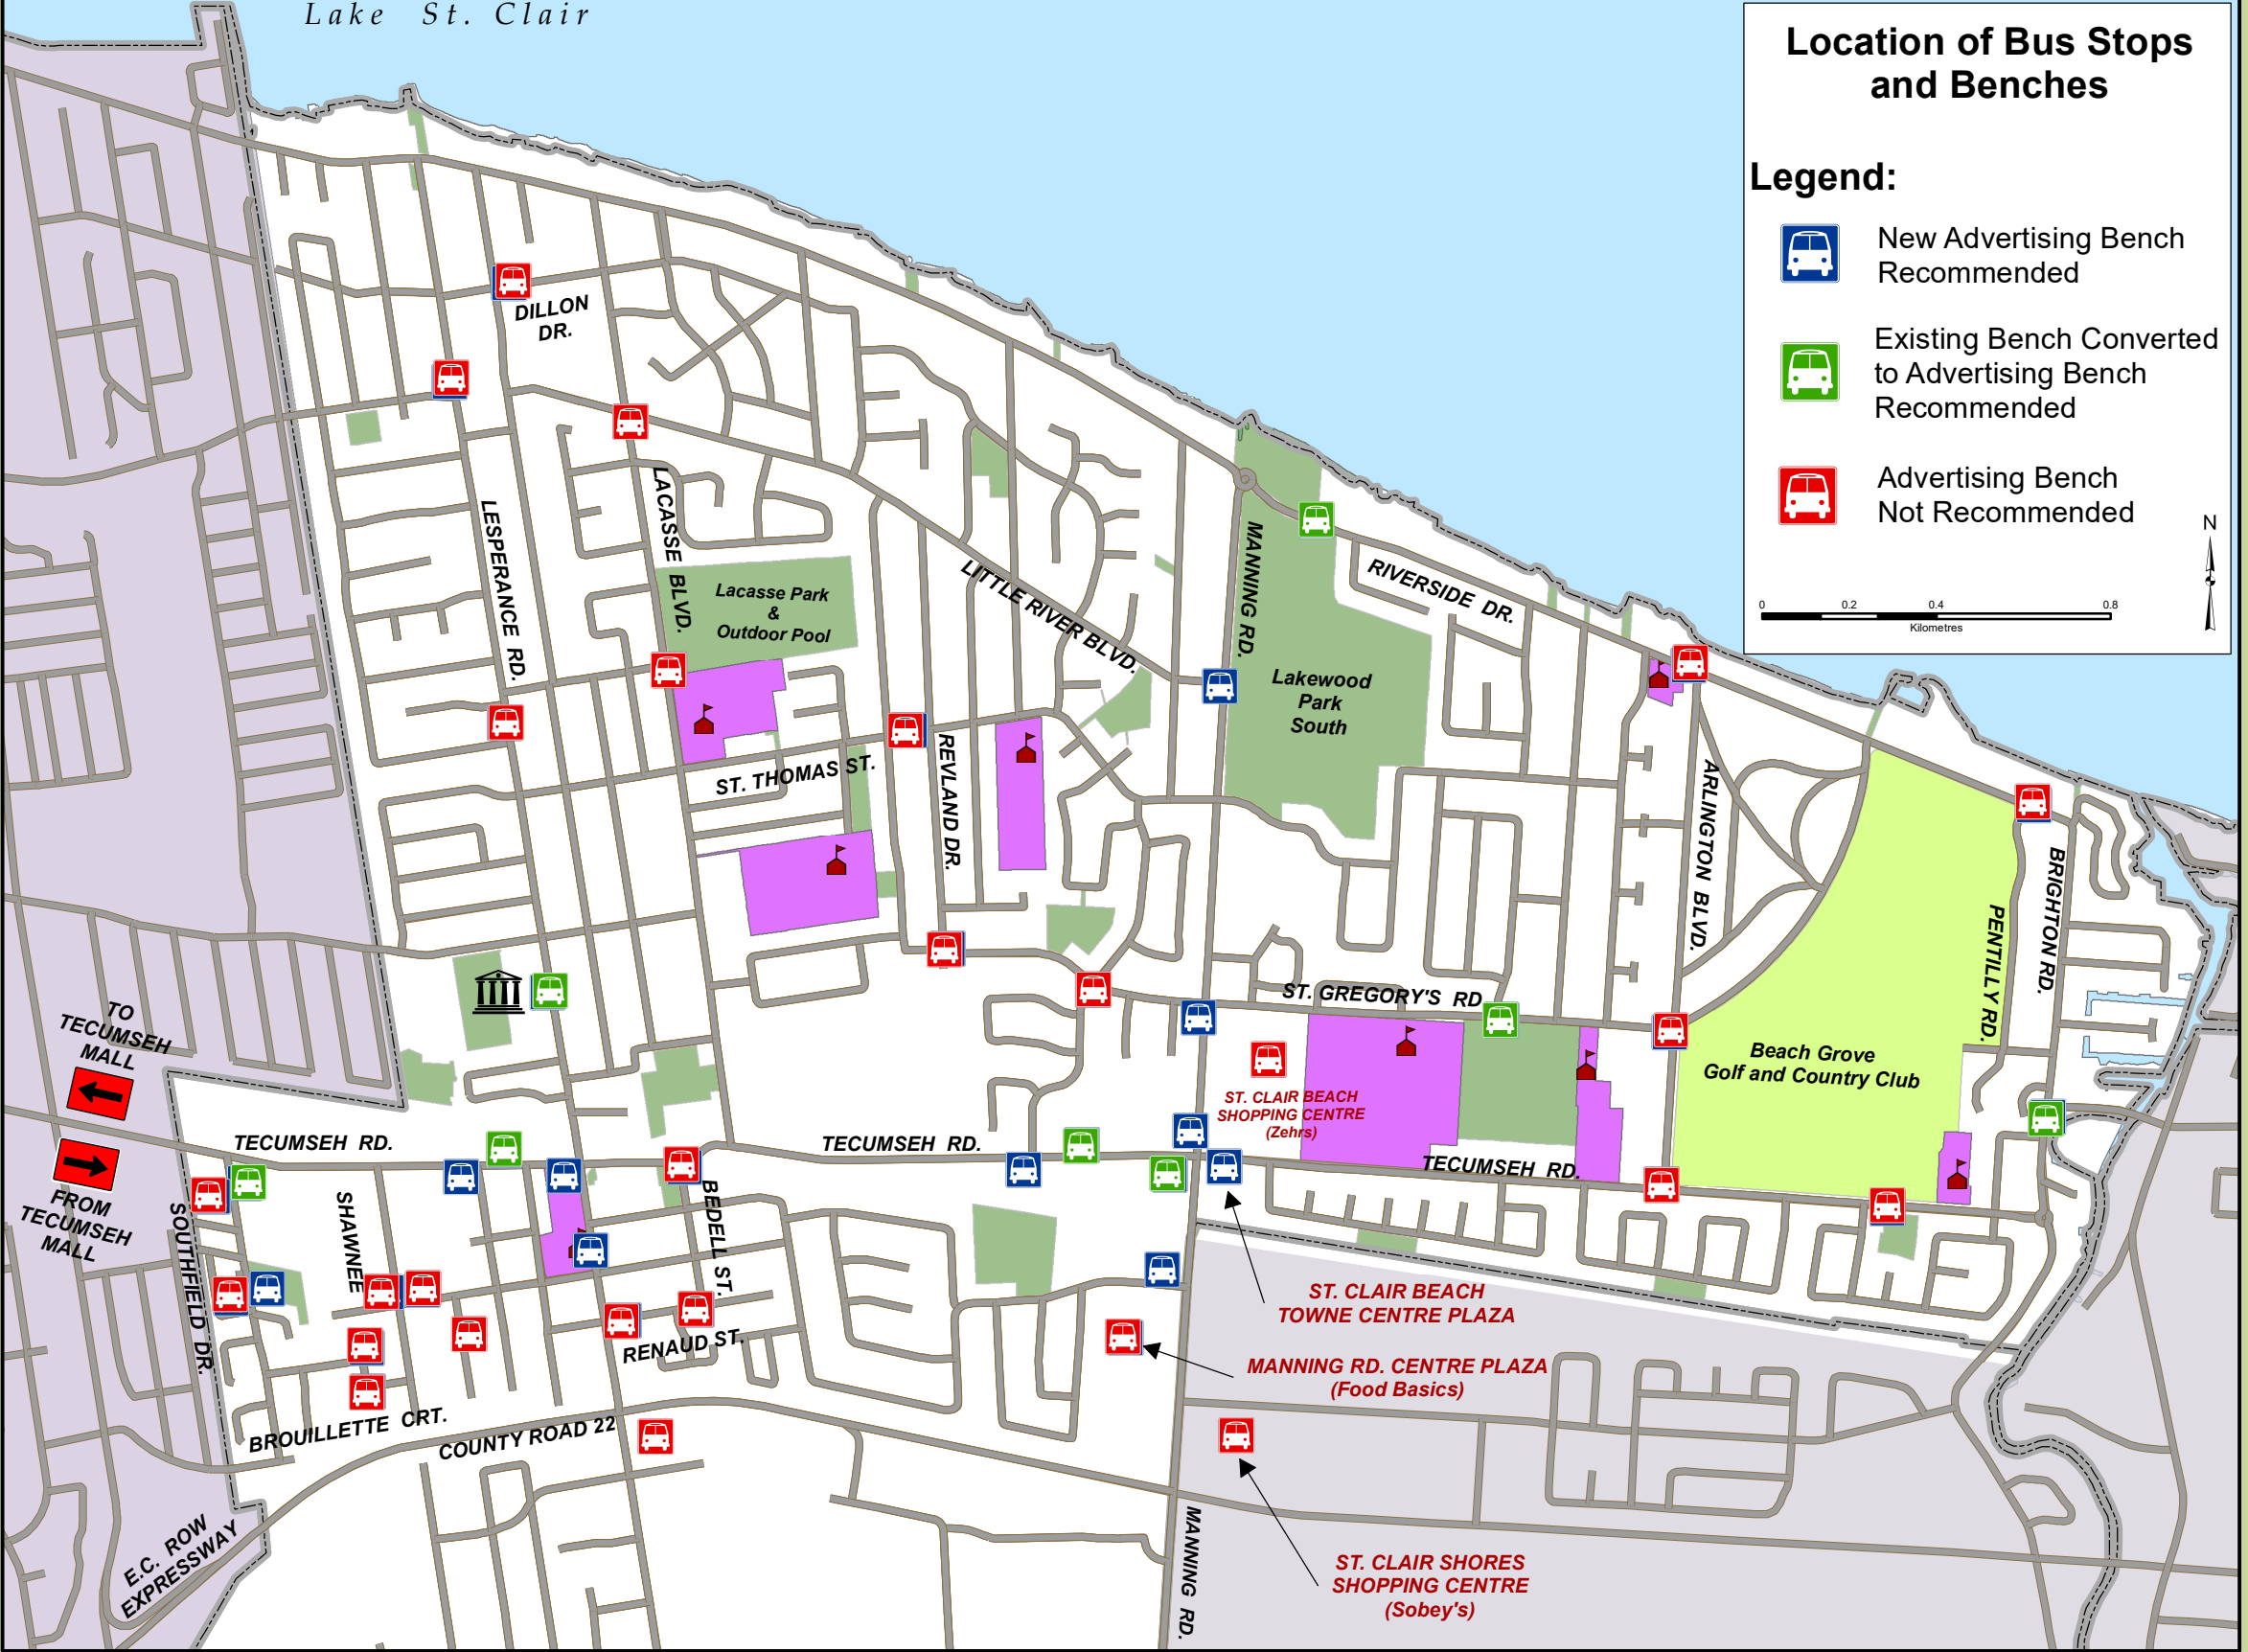 Lake St. Clair
Location of Bus Stops
and Benches
Legend:
New Advertising Bench
Recommended
Existing Bench Converted
to Advertising Bench
Recommended
Advertising Bench
Not Recommended
N
0 0.2 0.4 0.8
Kilometres
DILLON
DR.
LESPERANCE RD.
LACASSE BLVD.
Lacasse Park
&
Outdoor Pool
LITTLE RIVER BLVD.
MANNING RD.
RIVERSIDE DR.
Lakewood
Park
South
ST. THOMAS ST.
REVLAND DR.
ARLINGTON BLVD.
BRIGHTON RD.
PENTILLY RD.
ST. GREGORY'S RD
Beach Grove
Golf and Country Club
TO
TECUMSEH
MALL
ST. CLAIR BEACH
SHOPPING CENTRE
(Zehrs)
TECUMSEH RD.
TECUMSEH RD.
TECUMSEH RD.
FROM
TECUMSEH
MALL
SOUTHFIELD DR.
SHAWNEE
BEDELL ST.
RENAUD ST.
ST. CLAIR BEACH
TOWNE CENTRE PLAZA
MANNING RD. CENTRE PLAZA
(Food Basics)
BROUILLETTE CRT.
COUNTY ROAD 22
E.C. ROW
EXPRESSWAY
MANNING RD.
ST. CLAIR SHORES
SHOPPING CENTRE
(Sobey's)